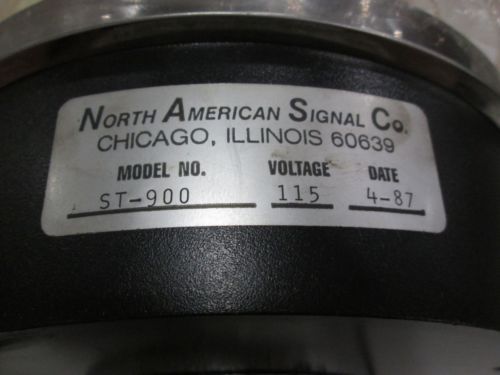 NORTH AMERICAN SIGNAL CO.
CHICAGO, ILLINOIS 60639
MODEL NO. VOLTAGE DATE
ST-900 115 4-87